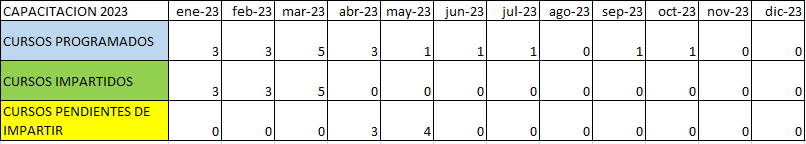 CAPACITACION 2023 ene-23 feb-23 mar-23 abr-23 may-23 jun-23 jul-23 ago-23 sep-23 oct-23 nov-23 dic-23
CURSOS PROGRAMADOS 3 3 5 3 1 1 1 0 1 1 0 0
CURSOS IMPARTIDOS 3 3 5 0 0 0 0 0 0 0 0 0
CURSOS PENDIENTES DE
IMPARTIR 0 0 0 3 4 0 0 0 0 0 0 0